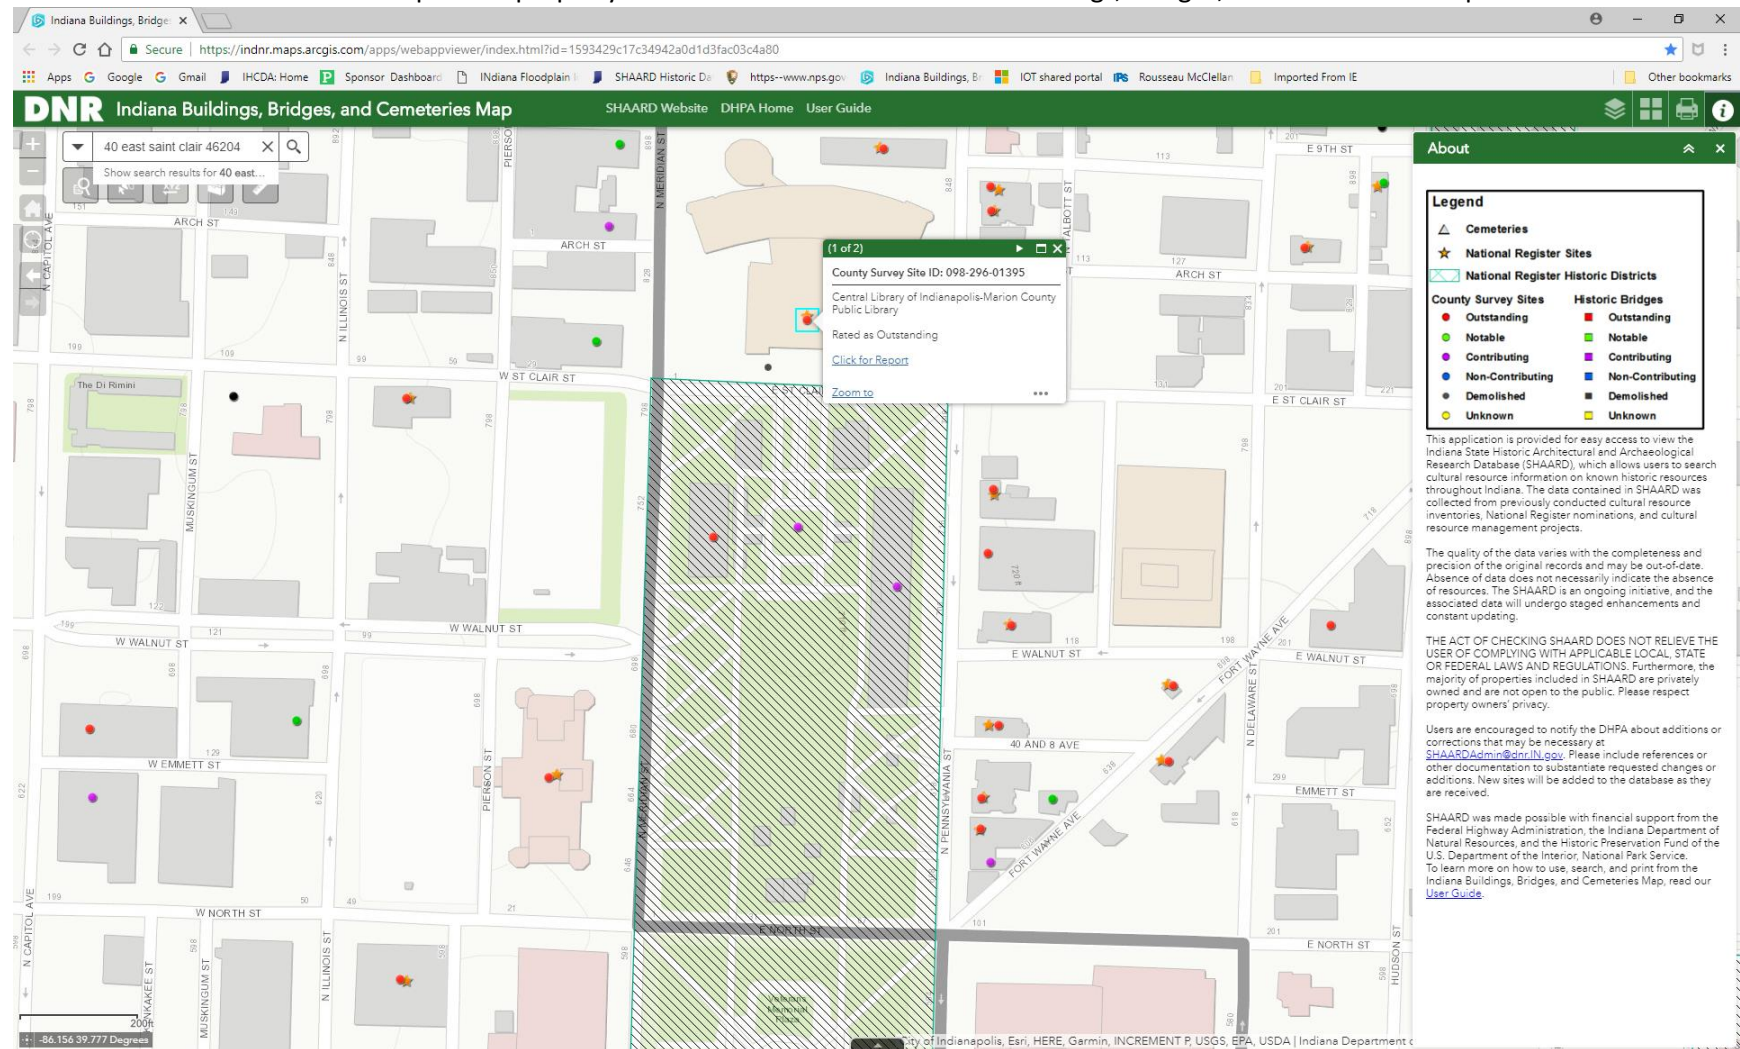 Indiana Buildings, Bridge
Secure | https://indnr.maps.arcgis.com/apps/webappviewer/index.html?id=1593429c17c34942a0d1d3fac03c4a80
Apps Google Gmail IHCDA: Home Sponsor Dashboard INdiana Floodplain SHAARD Historic Da https--www.nps.gov Indiana Buildings, Br IOT shared portal Rousseau McClellan Imported From IE Other bookmarks
DNR Indiana Buildings, Bridges, and Cemeteries Map SHAARD Website DHPA Home User Guide
40 east saint clair 46204
Show search results for 40 east...
(1 of 2)
County Survey Site ID: 098-296-01395
Central Library of Indianapolis-Marion County
Public Library
Rated as Outstanding
Click for Report
Zoom to
About
Legend
Cemeteries
National Register Sites
National Register Historic Districts
County Survey Sites Historic Bridges
Outstanding Outstanding
Notable Notable
Contributing Contributing
Non-Contributing Non-Contributing
Demolished Demolished
Unknown Unknown
This application is provided for easy access to view the
Indiana State Historic Architectural and Archaeological
Research Database (SHAARD), which allows users to search
cultural resource information on known historic resources
throughout Indiana. The data contained in SHAARD was
collected from previously conducted cultural resource
inventories, National Register nominations, and cultural
resource management projects.
The quality of the data varies with the completeness and
precision of the original records and may be out-of-date.
Absence of data does not necessarily indicate the absence
of resources. The SHAARD is an ongoing initiative, and the
associated data will undergo staged enhancements and
constant updating.
THE ACT OF CHECKING SHAARD DOES NOT RELIEVE THE
USER OF COMPLYING WITH APPLICABLE LOCAL, STATE
OR FEDERAL LAWS AND REGULATIONS. Furthermore, the
majority of properties included in SHAARD are privately
owned and are not open to the public. Please respect
property owners' privacy.
Users are encouraged to notify the DHPA about additions or
corrections that may be necessary at
SHAARDAdmin@dnr.IN.gov. Please include references or
other documentation to substantiate requested changes or
additions. New sites will be added to the database as they
are received.
SHAARD was made possible with financial support from the
Federal Highway Administration, the Indiana Department of
Natural Resources, and the Historic Preservation Fund of the
U.S. Department of the Interior, National Park Service.
To learn more on how to use, search, and print from the
Indiana Buildings, Bridges, and Cemeteries Map, read our
User Guide.
E 9TH ST
ARCH ST
ARCH ST
ARCH ST
N CAPITOL AVE
N ILLINOIS ST
N MERIDIAN ST
W ST CLAIR ST
E ST CLAIR ST
The Di Rimini
MUSKINGUM ST
W WALNUT ST
W WALNUT ST
E WALNUT ST
E WALNUT ST
FORT WAYNE AVE
N DELAWARE ST
40 AND 8 AVE
W EMMETT ST
EMMETT ST
PIERSON ST
N MERIDIAN ST
N PENNSYLVANIA ST
FORT WAYNE AVE
W NORTH ST
E NORTH ST
E NORTH ST
N CAPITOL AVE
MUSKINGUM ST
N ILLINOIS ST
HUDSON ST
Veterans
Memorial
Plaza
200ft
-86.156 39.777 Degrees
City of Indianapolis, Esri, HERE, Garmin, INCREMENT P, USGS, EPA, USDA | Indiana Department